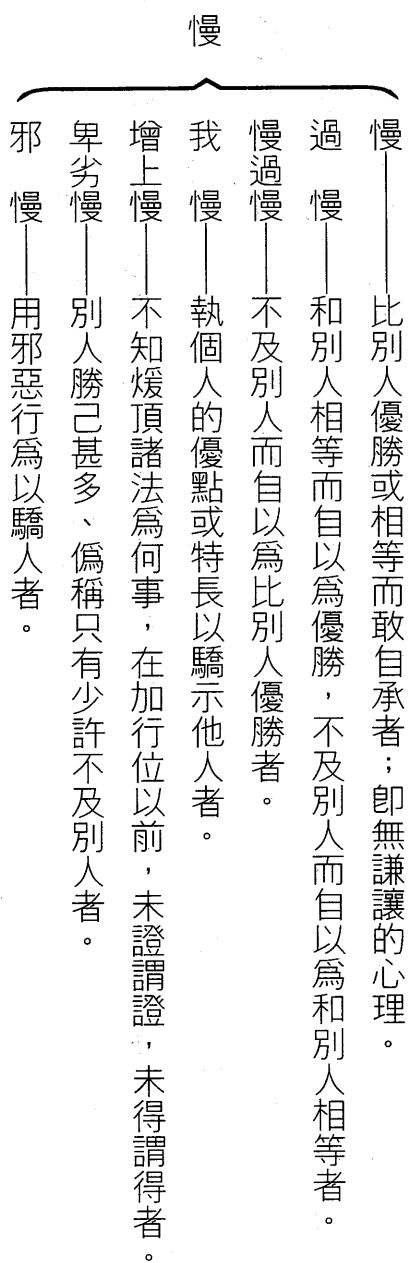 慢
慢——比別人優勝或相等而敢自承者；卽無謙讓的心理。
過慢——和別人相等而自以爲優勝，不及別人而自以爲和別人相等者。
慢過慢——不及別人而自以爲比別人優勝者。
我慢——執個人的優點或特長以驕示他人者。
增上慢——不知煖頂諸法爲何事，在加行位以前，未證謂證，未得謂得者。
卑劣慢——別人勝己甚多、僞稱只有少許不及別人者。
邪慢——用邪惡行爲以驕人者。